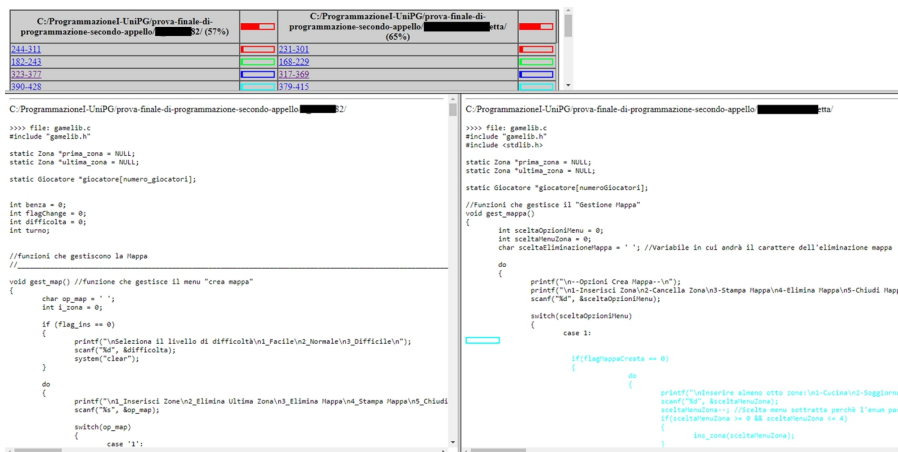 C:/ProgrammazioneI-UniPG/prova-finale-di-
programmazione-secondo-appello/ 82/ (57%)
C:/ProgrammazioneI-UniPG/prova-finale-di-
programmazione-secondo-appello/ etta/
(65%)
244-311
231-301
182-243
168-229
323-377
317-369
390-428
379-415
C:/ProgrammazioneI-UniPG/prova-finale-di-programmazione-secondo-appello/ 82/
>>>> file: gamelib.c
#include "gamelib.h"
static Zona *prima_zona = NULL;
static Zona *ultima_zona = NULL;
static Giocatore *giocatore[numero_giocatori];
int benza = 0;
int flagChange = 0;
int difficolta = 0;
int turno;
//funzioni che gestiscono la Mappa
//
void gest_map() //funzione che gestisce il menu "crea mappa"
{
char op_map = ' ';
int i_zona = 0;
if (flag_ins == 0)
{
printf("\nSeleziona il livello di difficoltà\n1_Facile\n2_Normale\n3_Difficile\n");
scanf("%d", &difficolta);
system("clear");
}
do
{
printf("\n1_Inserisci Zone\n2_Elimina Ultima Zona\n3_Elimina Mappa\n4_Stampa Mappa\n5_Chiudi
scanf("%s", &op_map);
switch(op_map)
{
case '1':
C:/ProgrammazioneI-UniPG/prova-finale-di-programmazione-secondo-appello/ etta/
>>>> file: gamelib.c
#include "gamelib.h"
#include <stdlib.h>
static Zona *prima_zona = NULL;
static Zona *ultima_zona = NULL;
static Giocatore *giocatore[numeroGiocatori];
//Funzioni che gestisce il "Gestione Mappa"
void gest_mappa()
{
int sceltaOpzioniMenu = 0;
int sceltaMenuZona = 0;
char sceltaEliminazioneMappa = ' '; //Variabile in cui andrà il carattere dell'eliminazione mappa
do
{
printf("\n--Opzioni Crea Mappa--\n");
printf("\n1-Inserisci Zona\n2-Cancella Zona\n3-Stampa Mappa\n4-Elimina Mappa\n5-Chiudi Mapp
scanf("%d", &sceltaOpzioniMenu);
switch(sceltaOpzioniMenu)
{
case 1:
if(flagMappaCreata == 0)
{
do
{
printf("\nInserire almeno otto zone:\n1-Cucina\n2-Soggiorn
scanf("%d", &sceltaMenuZona);
sceltaMenuZona--; //Scelta menu sottratta perchè l'enum pa
if(sceltaMenuZona >= 0 && sceltaMenuZona <= 4)
{
ins_zona(sceltaMenuZona);
}